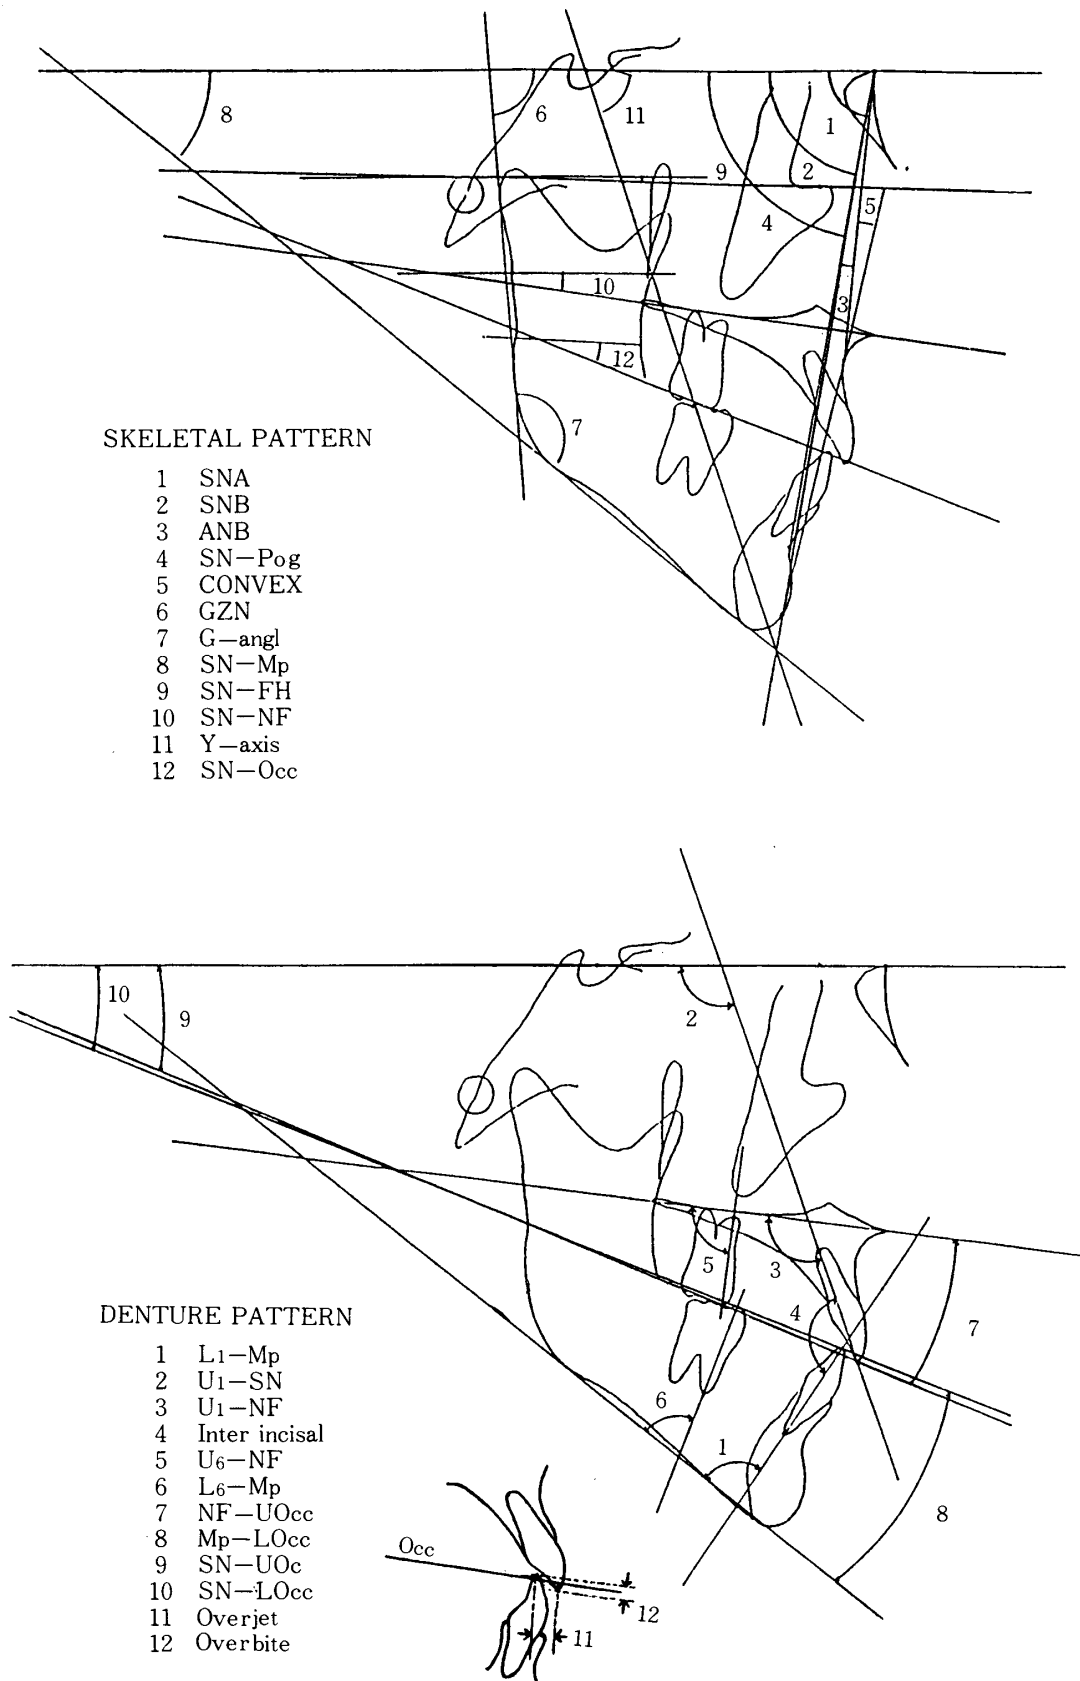 8
6
11
1
9
2
5
4
3
10
12
7
SKELETAL PATTERN
1 SNA
2 SNB
3 ANB
4 SN—Pog
5 CONVEX
6 GZN
7 G—angl
8 SN—Mp
9 SN—FH
10 SN—NF
11 Y—axis
12 SN—Occ
10
9
2
5
3
4
7
6
1
8
DENTURE PATTERN
1 L1—Mp
2 U1—SN
3 U1—NF
4 Inter incisal
5 U6—NF
6 L6—Mp
7 NF—UOcc
8 Mp—LOcc
9 SN—UOc
10 SN—LOcc
11 Overjet
12 Overbite
Occ
12
11